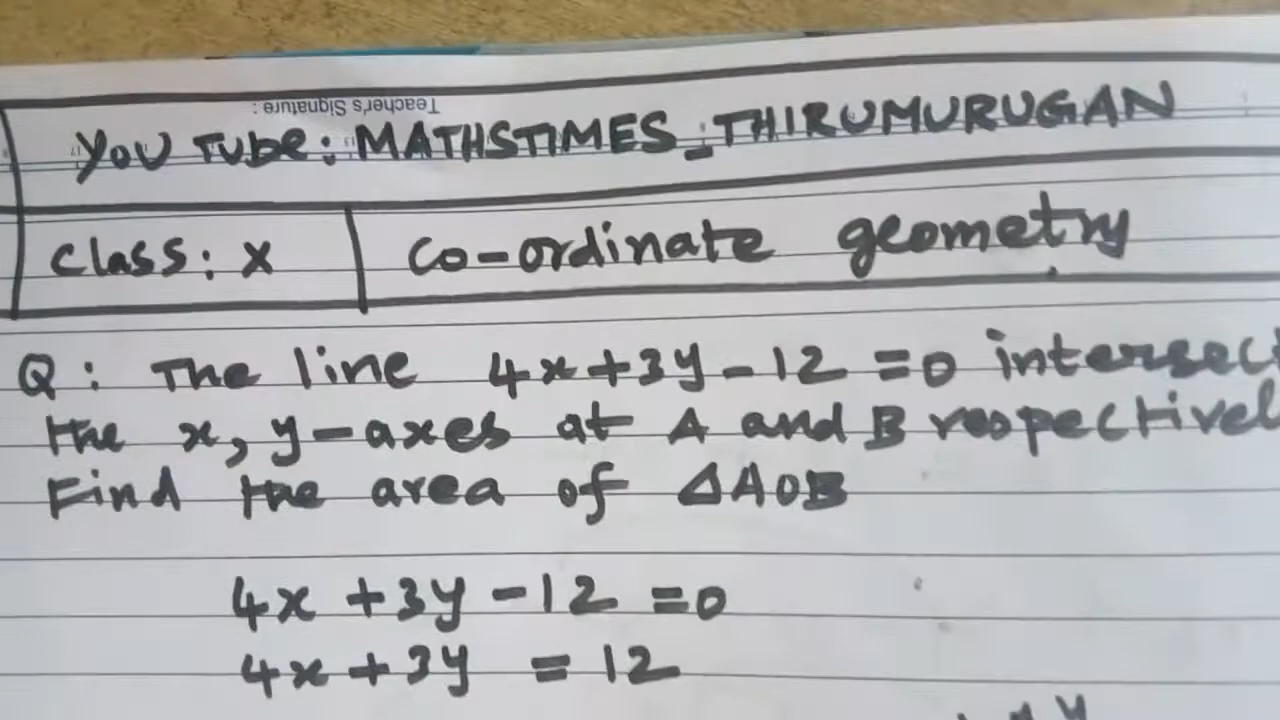 Teacher's Signature :
YOU TUBE: MATHSTIMES_THIRUMURUGAN
Class: X
Co-ordinate geometry
Q: The line 4x+3y-12=0 intersect
the x, y-axes at A and B respectivel
Find the area of ΔAOB
4x +3y -12 =0
4x +3y = 12